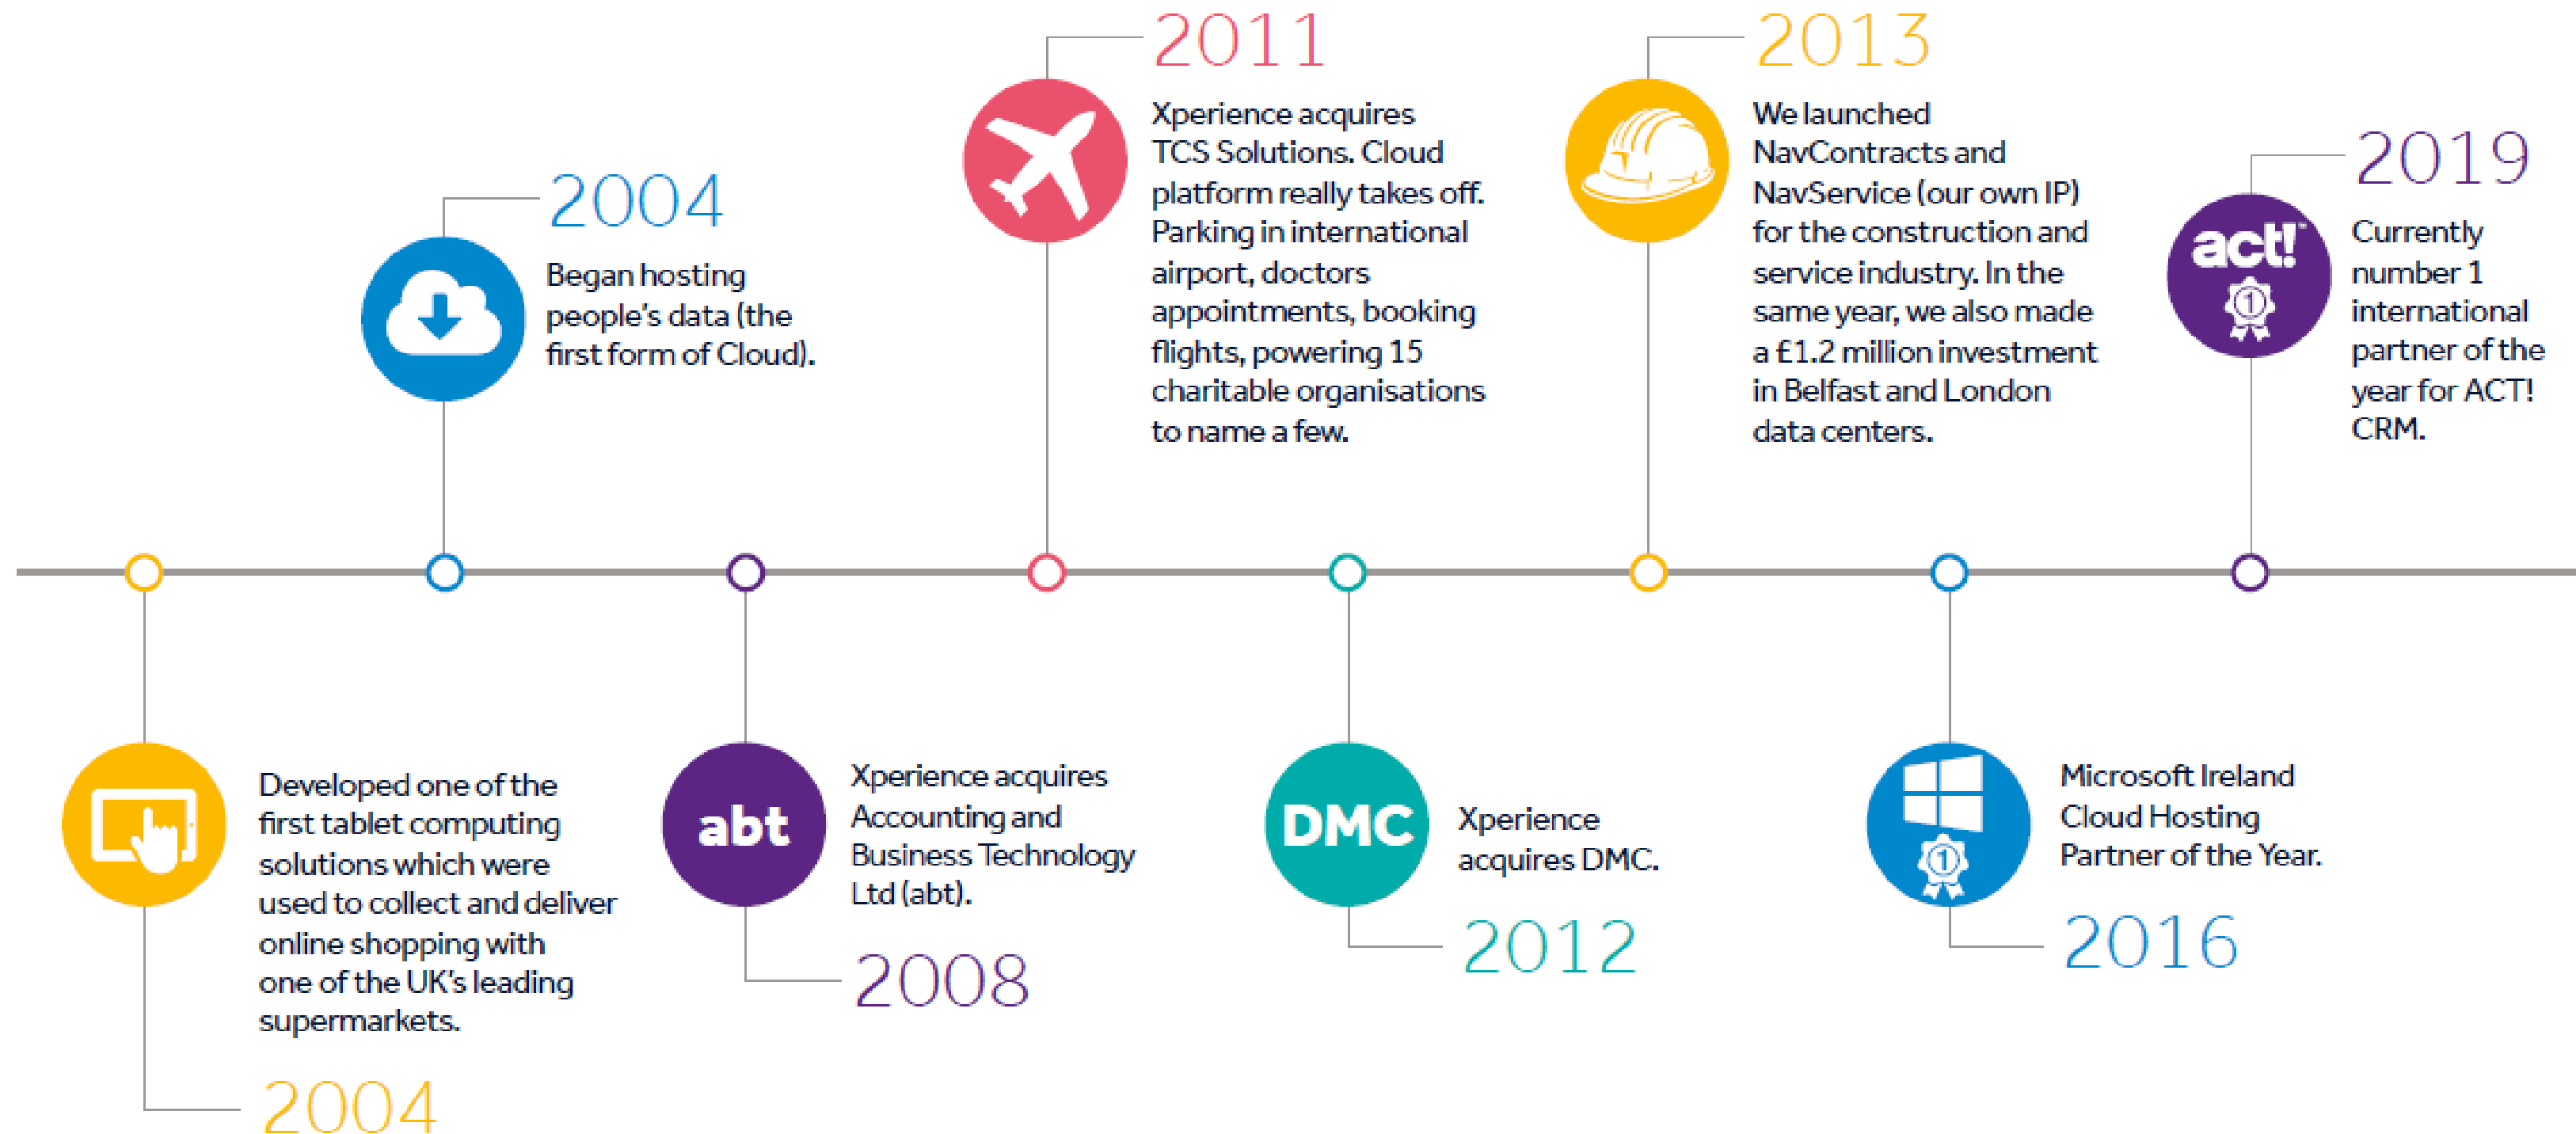 2004
Began hosting
people's data (the
first form of Cloud).
2011
Xperience acquires
TCS Solutions. Cloud
platform really takes off.
Parking in international
airport, doctors
appointments, booking
flights, powering 15
charitable organisations
to name a few.
2013
We launched
NavContracts and
NavService (our own IP)
for the construction and
service industry. In the
same year, we also made
a £1.2 million investment
in Belfast and London
data centers.
act!
1
2019
Currently
number 1
international
partner of the
year for ACT!
CRM.
Developed one of the
first tablet computing
solutions which were
used to collect and deliver
online shopping with
one of the UK's leading
supermarkets.
2004
abt
Xperience acquires
Accounting and
Business Technology
Ltd (abt).
2008
DMC
Xperience
acquires DMC.
2012
1
Microsoft Ireland
Cloud Hosting
Partner of the Year.
2016